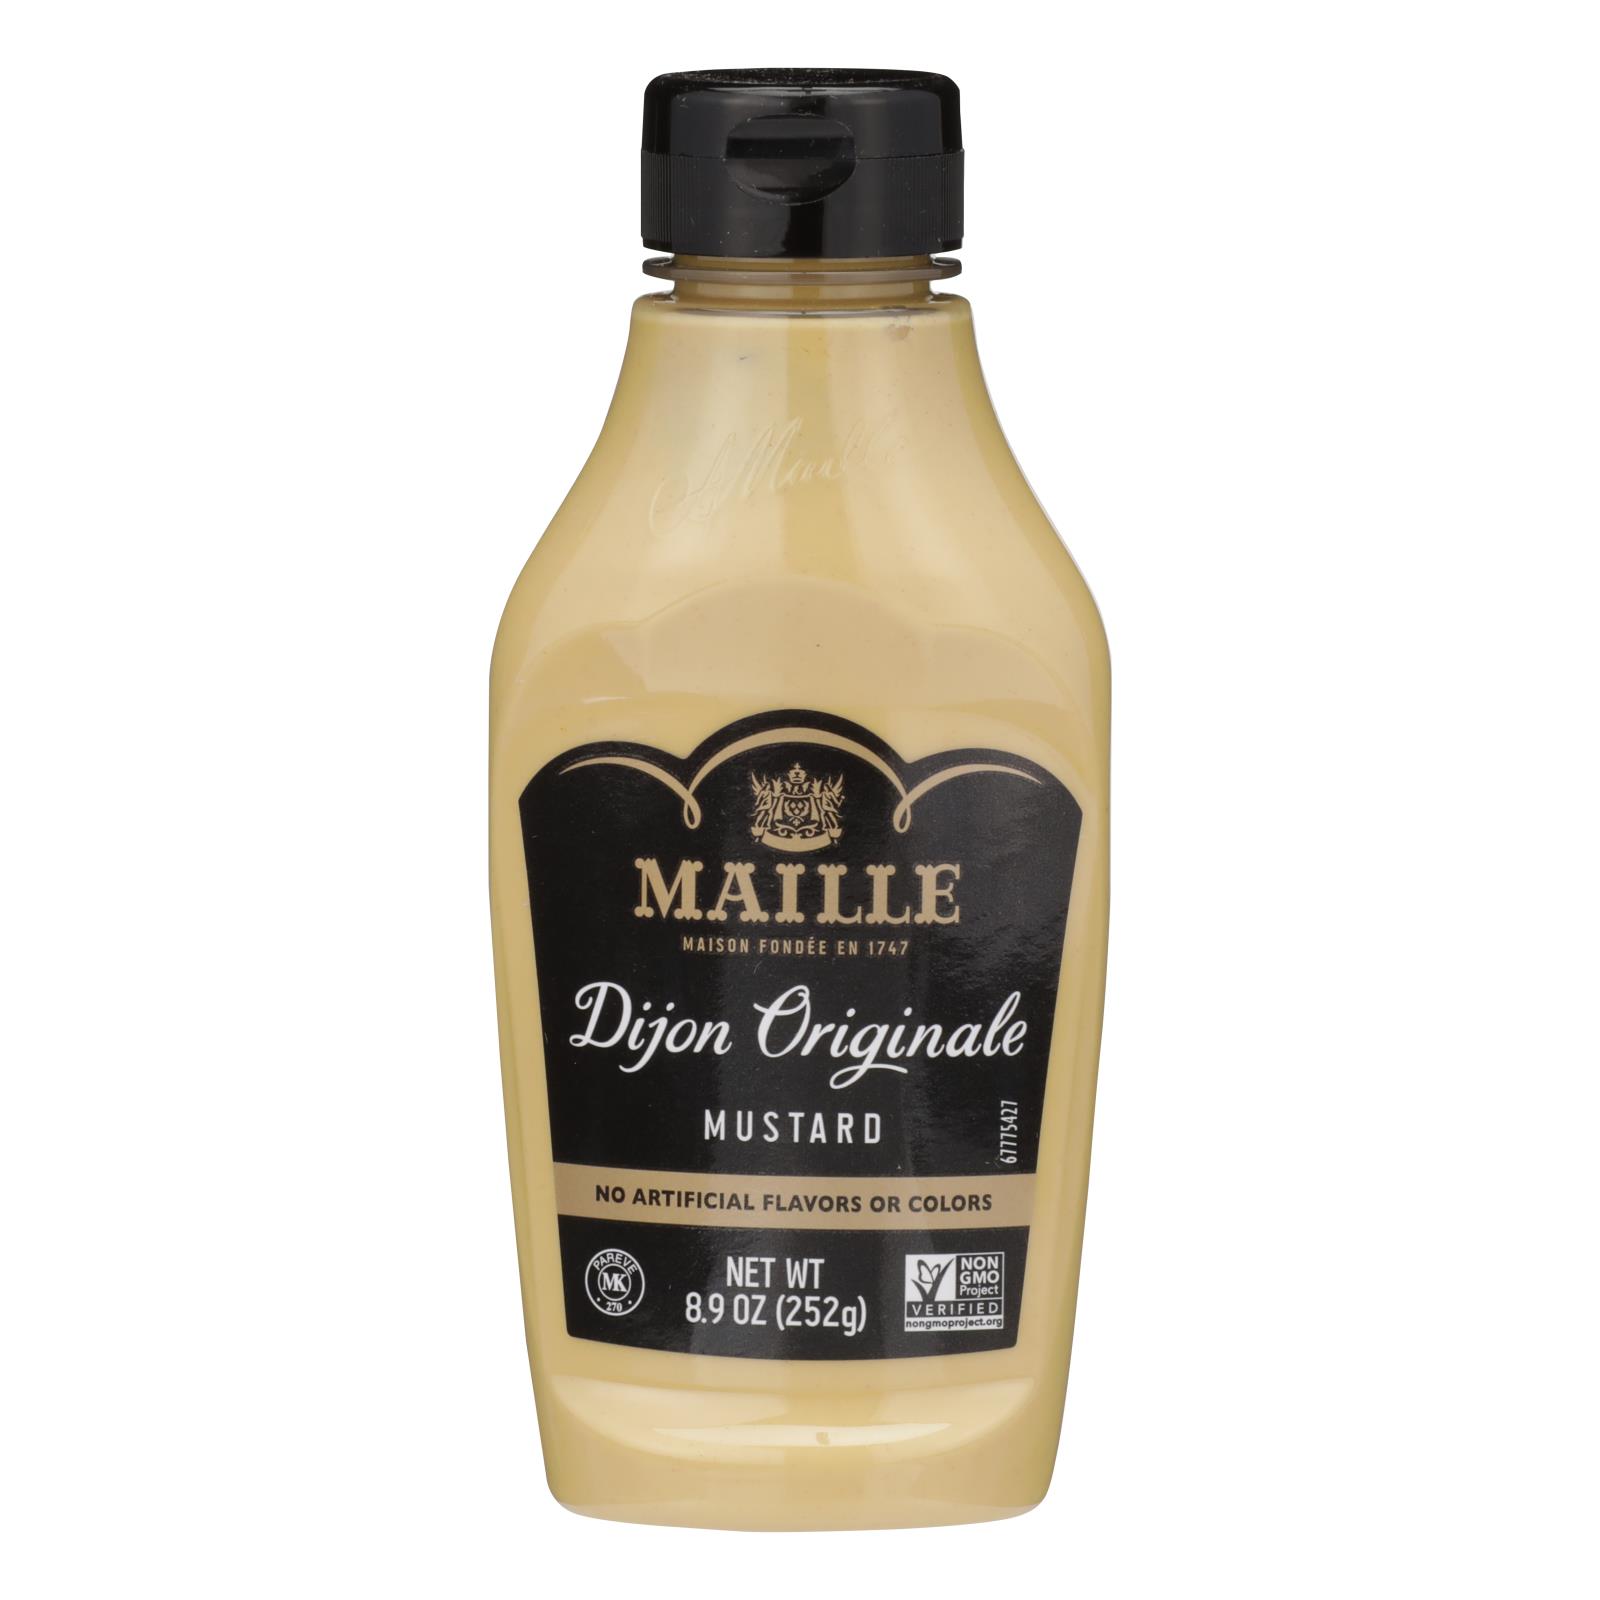 A Maille
MAILLE
MAISON FONDÉE EN 1747
Dijon Originale
MUSTARD
67775427
NO ARTIFICIAL FLAVORS OR COLORS
PAREVE
MK
270
NET WT
8.9 OZ (252g)
NON
GMO
Project
VERIFIED
nongmoproject.org